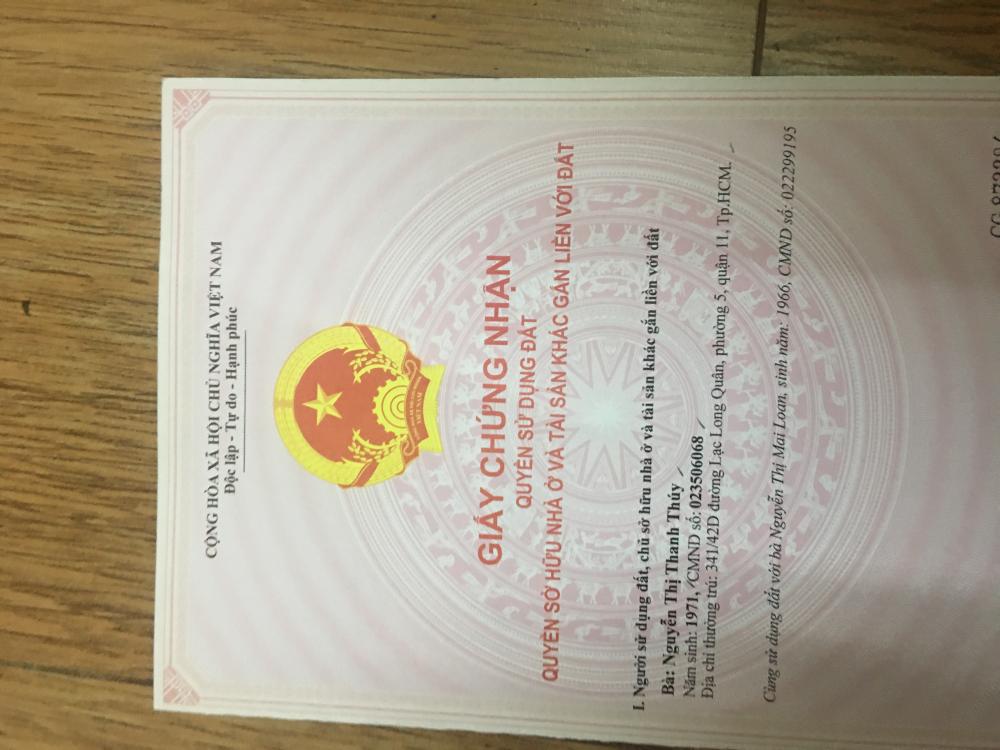 CỘNG HÒA XÃ HỘI CHỦ NGHĨA VIỆT NAM
Độc lập - Tự do - Hạnh phúc
GIẤY CHỨNG NHẬN
QUYỀN SỬ DỤNG ĐẤT
QUYỀN SỞ HỮU NHÀ Ở VÀ TÀI SẢN KHÁC GẮN LIỀN VỚI ĐẤT
I. Người sử dụng đất, chủ sở hữu nhà ở và tài sản khác gắn liền với đất
Bà: Nguyễn Thị Thanh Thúy
Năm sinh: 1971, CMND số: 023506068
Địa chỉ thường trú: 341/42D đường Lạc Long Quân, phường 5, quận 11, Tp.HCM.
Cùng sử dụng đất với bà Nguyễn Thị Mai Loan, sinh năm: 1966, CMND số: 022299195
CG